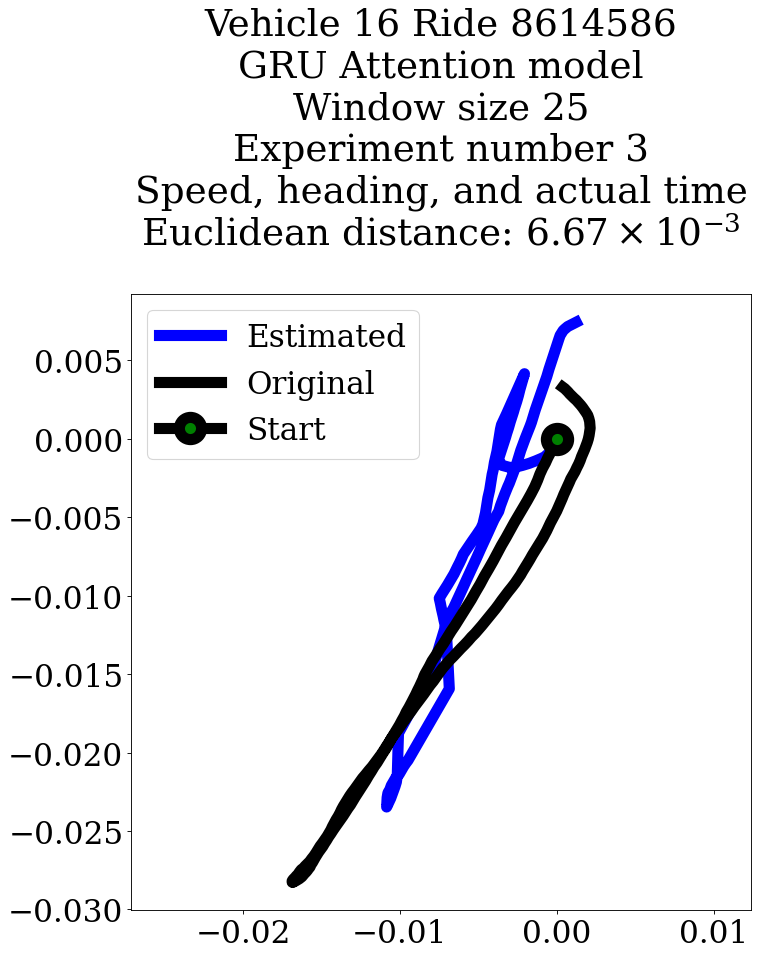 Vehicle 16 Ride 8614586
GRU Attention model
Window size 25
Experiment number 3
Speed, heading, and actual time
Euclidean distance: 6.67 × 10⁻³
Estimated
Original
Start
0.005
0.000
−0.005
−0.010
−0.015
−0.020
−0.025
−0.030
−0.02
−0.01
0.00
0.01